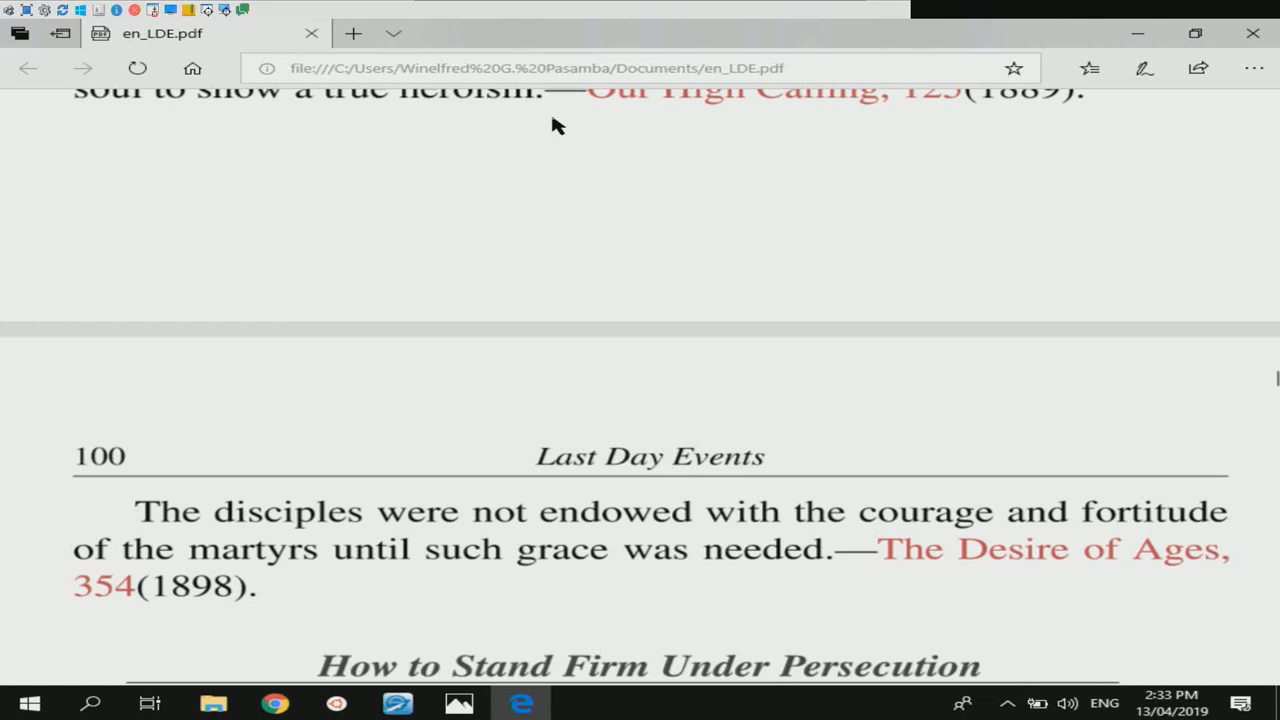 en_LDE.pdf
file:///C:/Users/Winelfred%20G.%20Pasamba/Documents/en_LDE.pdf
soul to show a true heroism.—Our High Calling, 125(1889).
100
Last Day Events
The disciples were not endowed with the courage and fortitude
of the martyrs until such grace was needed.—The Desire of Ages,
354(1898).
How to Stand Firm Under Persecution
ENG
2:33 PM
13/04/2019